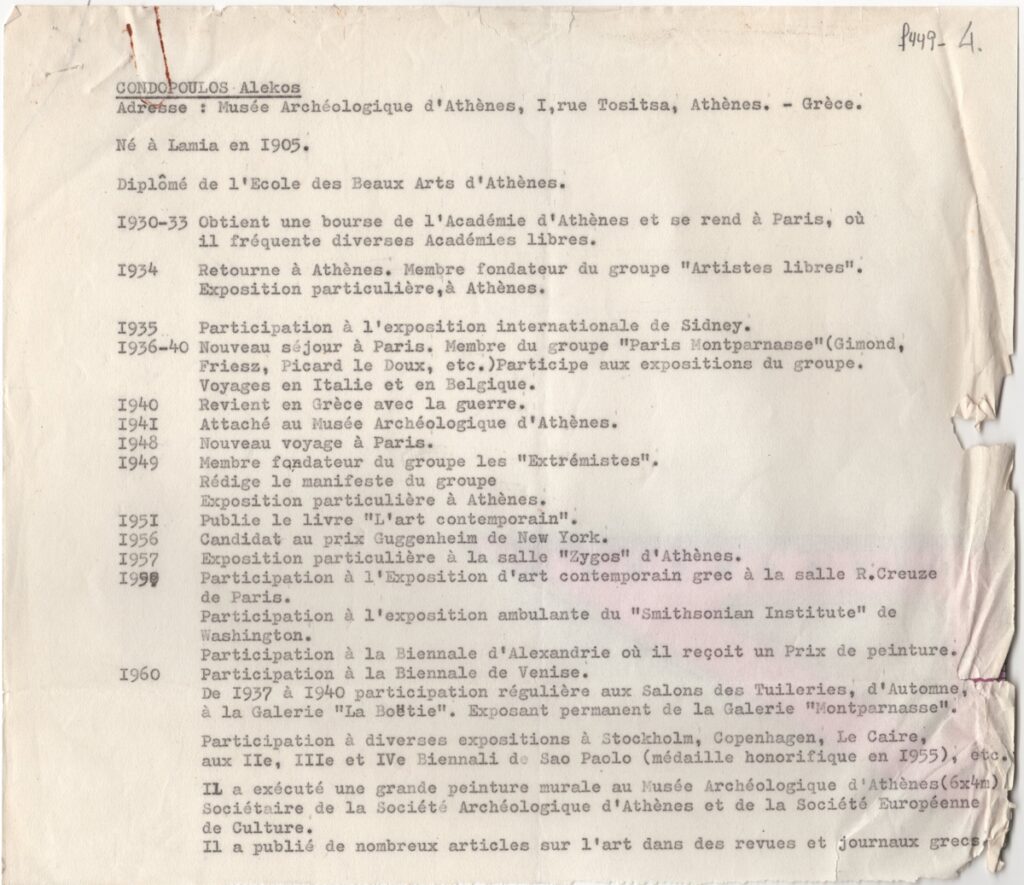 P449- 4.
CONDOPOULOS Alekos
Adresse : Musée Archéologique d'Athènes, I,rue Tositsa, Athènes. - Grèce.
Né à Lamia en I905.
Diplômé de l'Ecole des Beaux Arts d'Athènes.
I930-33 Obtient une bourse de l'Académie d'Athènes et se rend à Paris, où
il fréquente diverses Académies libres.
I934 Retourne à Athènes. Membre fondateur du groupe "Artistes libres".
Exposition particulière,à Athènes.
I935 Participation à l'exposition internationale de Sidney.
I936-40 Nouveau séjour à Paris. Membre du groupe "Paris Montparnasse"(Gimond,
Friesz, Picard le Doux, etc.)Participe aux expositions du groupe.
Voyages en Italie et en Belgique.
I940 Revient en Grèce avec la guerre.
I94I Attaché au Musée Archéologique d'Athènes.
I948 Nouveau voyage à Paris.
I949 Membre fondateur du groupe les "Extrémistes".
Rédige le manifeste du groupe
Exposition particulière à Athènes.
I95I Publie le livre "L'art contemporain".
I956 Candidat au prix Guggenheim de New York.
I957 Exposition particulière à la salle "Zygos" d'Athènes.
Participation à l'Exposition d'art contemporain grec à la salle R.Creuze
de Paris.
Participation à l'exposition ambulante du "Smithsonian Institute" de
Washington.
Participation à la Biennale d'Alexandrie où il reçoit un Prix de peinture.
I960 Participation à la Biennale de Venise.
De I937 à I940 participation régulière aux Salons des Tuileries, d'Automne,
à la Galerie "La Boëtie". Exposant permanent de la Galerie "Montparnasse".
Participation à diverses expositions à Stockholm, Copenhagen, Le Caire,
aux IIe, IIIe et IVe Biennali de Sao Paolo (médaille honorifique en I955), etc.
IL a exécuté une grande peinture murale au Musée Archéologique d'Athènes(6x4m)
Sociétaire de la Société Archéologique d'Athènes et de la Société Européenne
de Culture.
Il a publié de nombreux articles sur l'art dans des revues et journaux grecs.